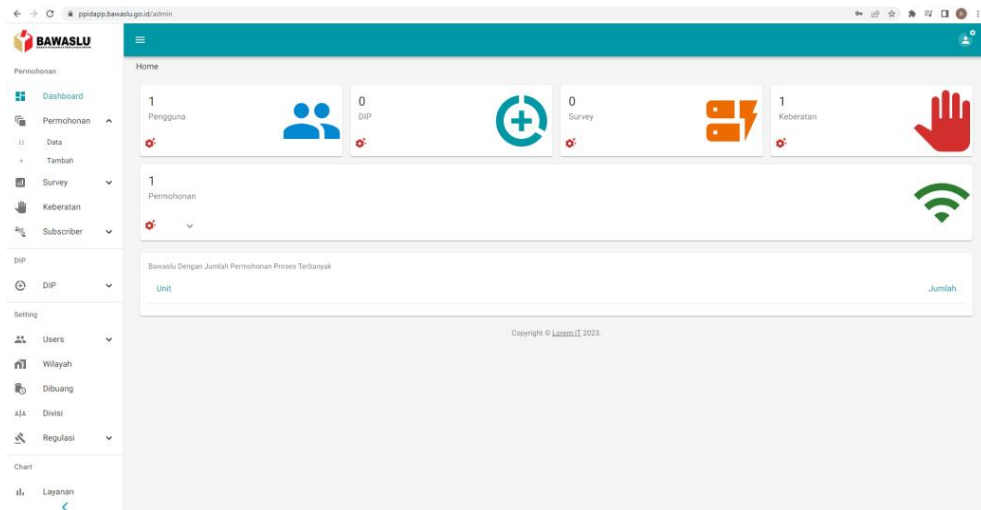 ppidapp.bawaslu.go.id/admin
BAWASLU
Permohonan
Dashboard
Permohonan
Data
Tambah
Survey
Keberatan
Subscriber
DIP
DIP
Setting
Users
Wilayah
Dibuang
Divisi
Regulasi
Chart
Layanan
Home
1
Pengguna
0
DIP
0
Survey
1
Keberatan
1
Permohonan
Bawaslu Dengan Jumlah Permohonan Proses Terbanyak
Unit Jumlah
Copyright © Lorem IT 2023.